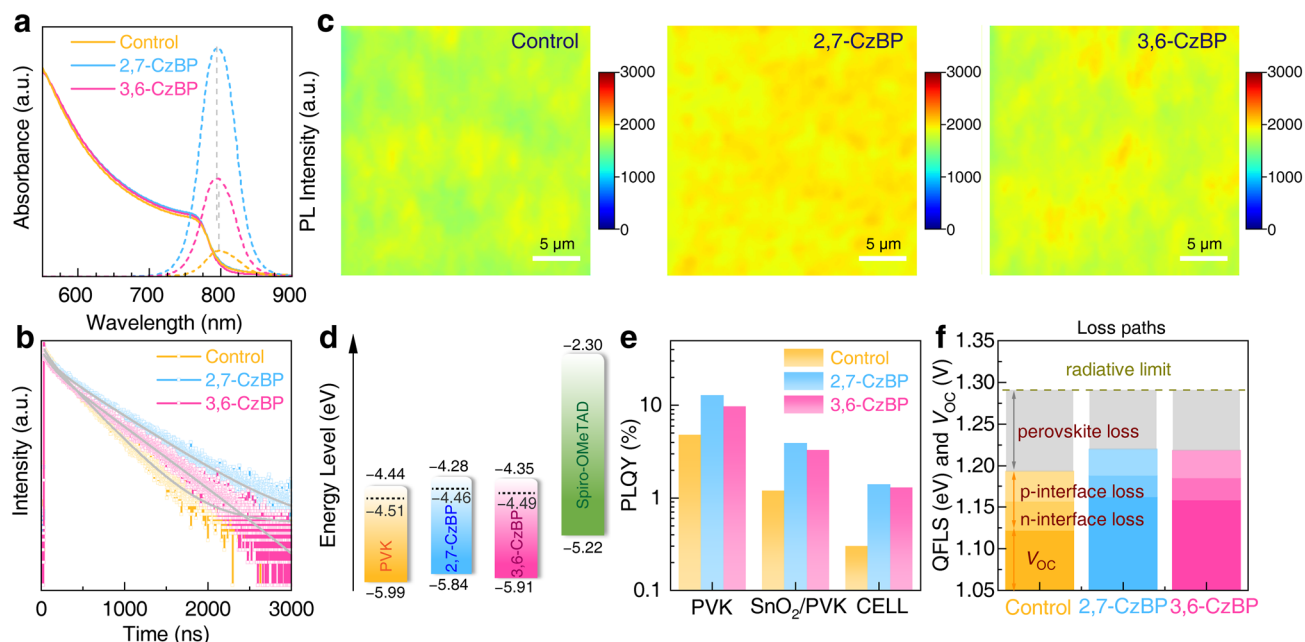 a
Control
2,7-CzBP
3,6-CzBP
Absorbance (a.u.)
PL Intensity (a.u.)
600
700
800
900
Wavelength (nm)
c
Control
5 μm
3000
2000
1000
0
2,7-CzBP
5 μm
3000
2000
1000
0
3,6-CzBP
5 μm
3000
2000
1000
0
b
Control
2,7-CzBP
3,6-CzBP
Intensity (a.u.)
0
1000
2000
3000
Time (ns)
d
Energy Level (eV)
−4.44
−4.51
PVK
−5.99
−4.28
−4.46
2,7-CzBP
−5.84
−4.35
−4.49
3,6-CzBP
−5.91
−2.30
Spiro-OMeTAD
−5.22
e
Control
2,7-CzBP
3,6-CzBP
PLQY (%)
10
1
0.1
PVK
SnO2/PVK
CELL
f
Loss paths
QFLS (eV) and VOC (V)
1.35
1.30
1.25
1.20
1.15
1.10
1.05
radiative limit
perovskite loss
p-interface loss
n-interface loss
VOC
Control
2,7-CzBP
3,6-CzBP